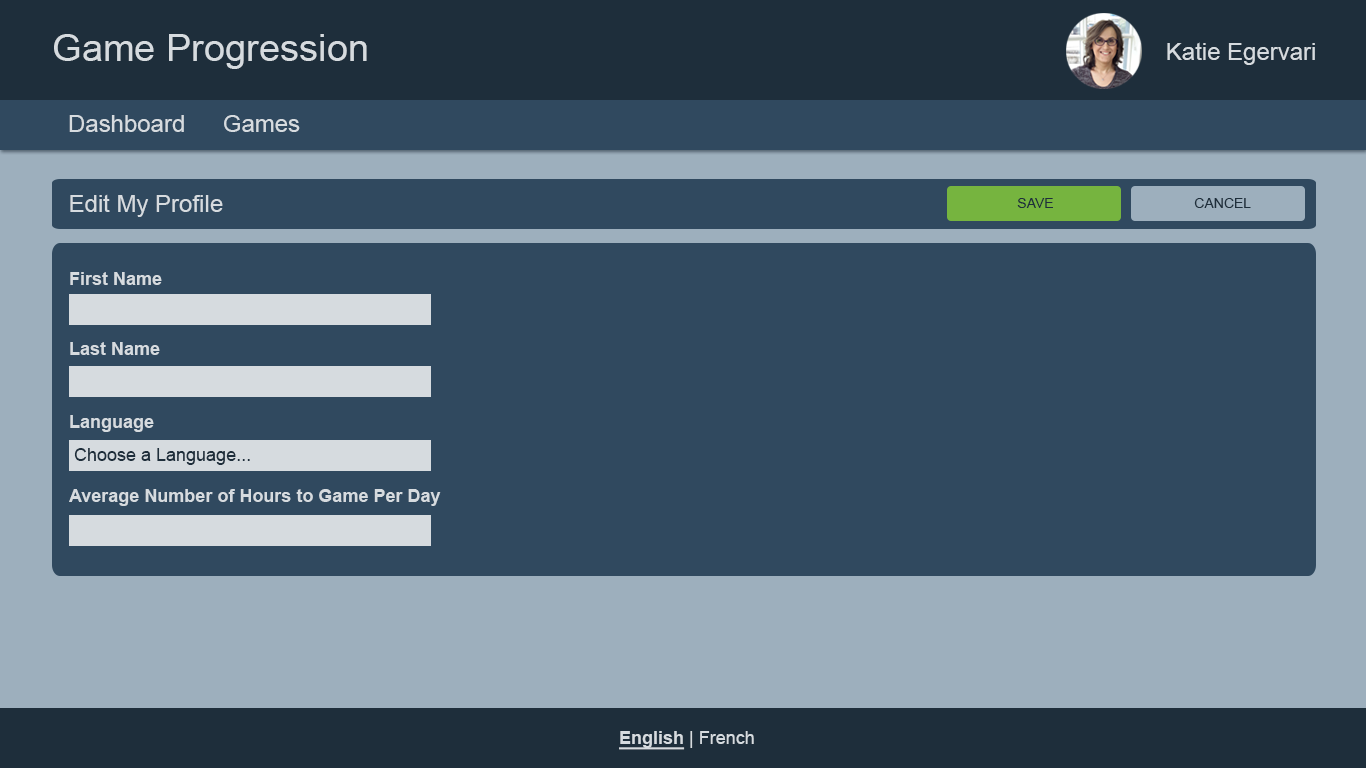 Game Progression
Katie Egervari
Dashboard Games
Edit My Profile
SAVE
CANCEL
First Name
Last Name
Language
Choose a Language...
Average Number of Hours to Game Per Day
English | French